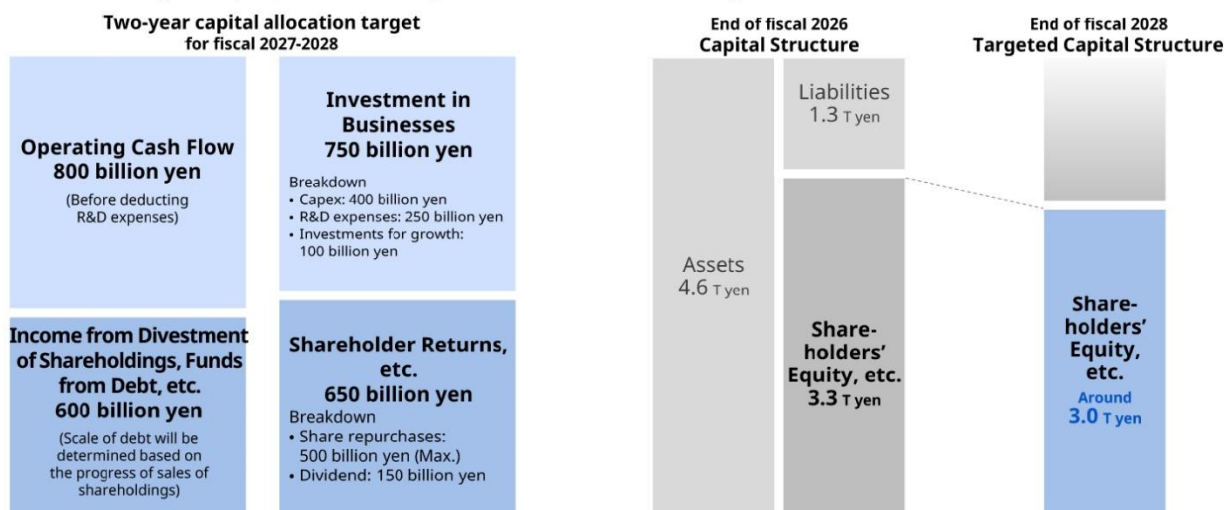 Two-year capital allocation target
for fiscal 2027-2028
Operating Cash Flow
800 billion yen
(Before deducting
R&D expenses)
Income from Divestment
of Shareholdings, Funds
from Debt, etc.
600 billion yen
(Scale of debt will be
determined based on
the progress of sales of
shareholdings)
Investment in
Businesses
750 billion yen
Breakdown
• Capex: 400 billion yen
• R&D expenses: 250 billion yen
• Investments for growth:
100 billion yen
Shareholder Returns,
etc.
650 billion yen
Breakdown
• Share repurchases:
500 billion yen (Max.)
• Dividend: 150 billion yen
End of fiscal 2026
Capital Structure
Assets
4.6 T yen
Liabilities
1.3 T yen
Share-
holders’
Equity, etc.
3.3 T yen
End of fiscal 2028
Targeted Capital Structure
Share-
holders’
Equity,
etc.
Around
3.0 T yen